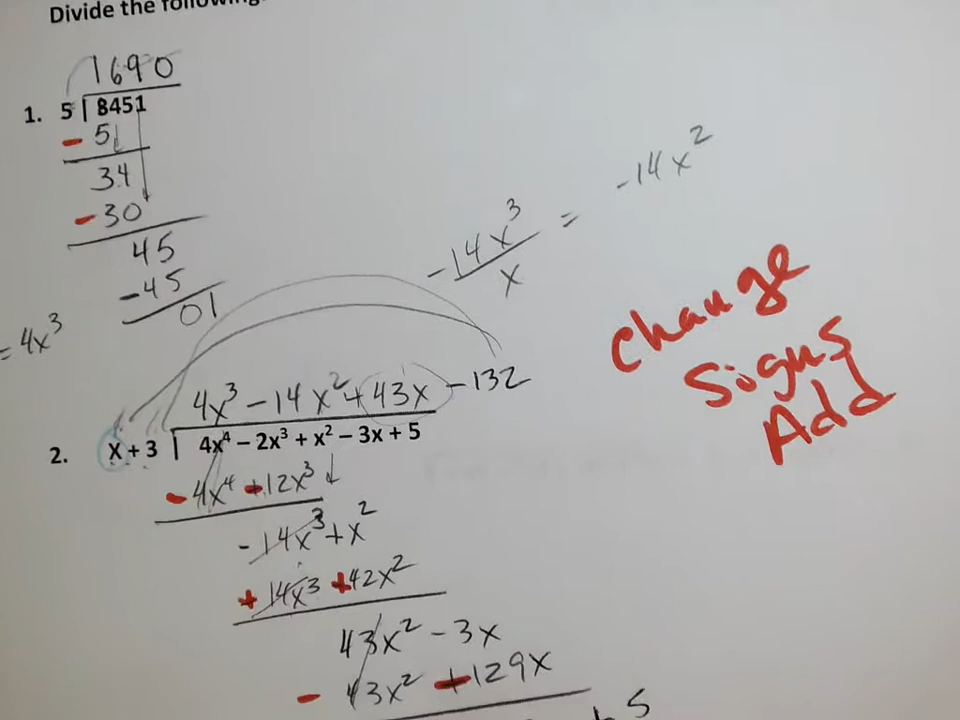 Divide the following
1690
1. 5 8451
- 51
34
- 30
45
-45
01
-14x³ / x = -14x²
= 4x³
Change
Signs
Add
4x³ - 14x² + 43x - 132
2. x + 3 4x⁴ - 2x³ + x² - 3x + 5
- 4x⁴ - 12x³ ↓
- 14x³ + x²
+ 14x³ + 42x²
43x² - 3x
- 43x² - 129x
5